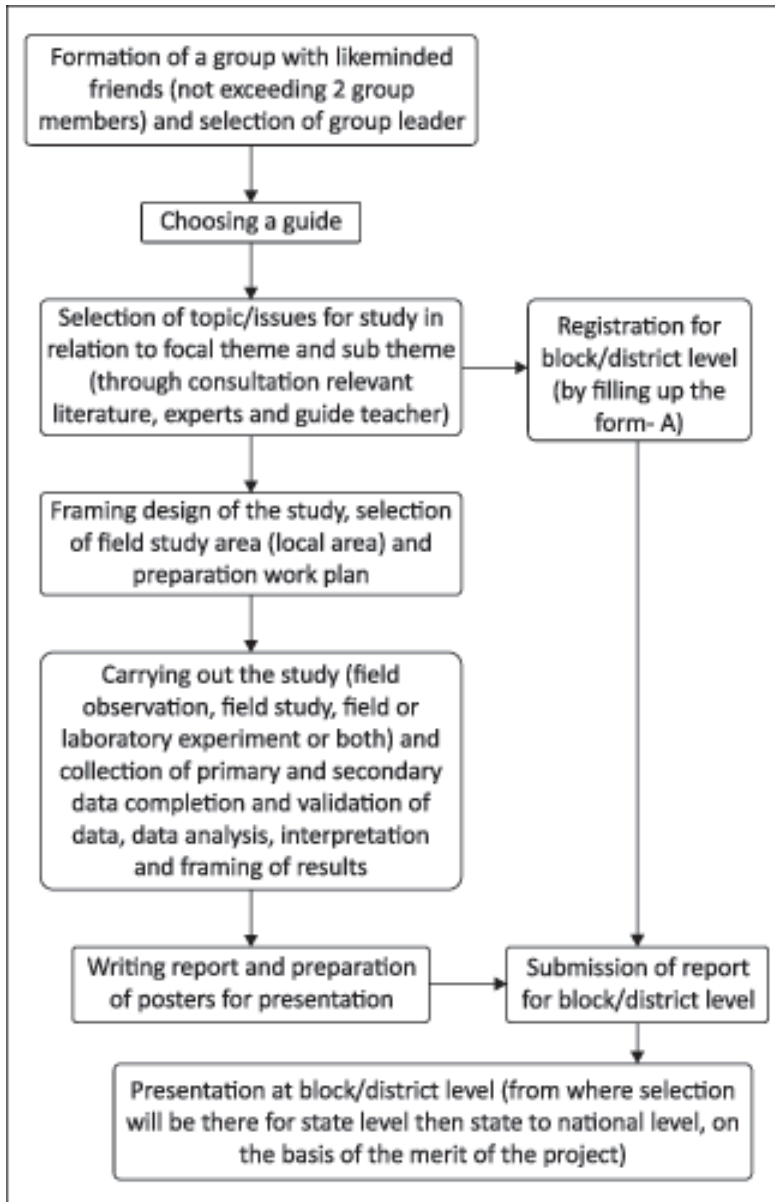 Formation of a group with likeminded
friends (not exceeding 2 group
members) and selection of group leader
Choosing a guide
Selection of topic/issues for study in
relation to focal theme and sub theme
(through consultation relevant
literature, experts and guide teacher)
Registration for
block/district level
(by filling up the
form- A)
Framing design of the study, selection
of field study area (local area) and
preparation work plan
Carrying out the study (field
observation, field study, field or
laboratory experiment or both) and
collection of primary and secondary
data completion and validation of
data, data analysis, interpretation
and framing of results
Writing report and preparation
of posters for presentation
Submission of report
for block/district level
Presentation at block/district level (from where selection
will be there for state level then state to national level, on
the basis of the merit of the project)